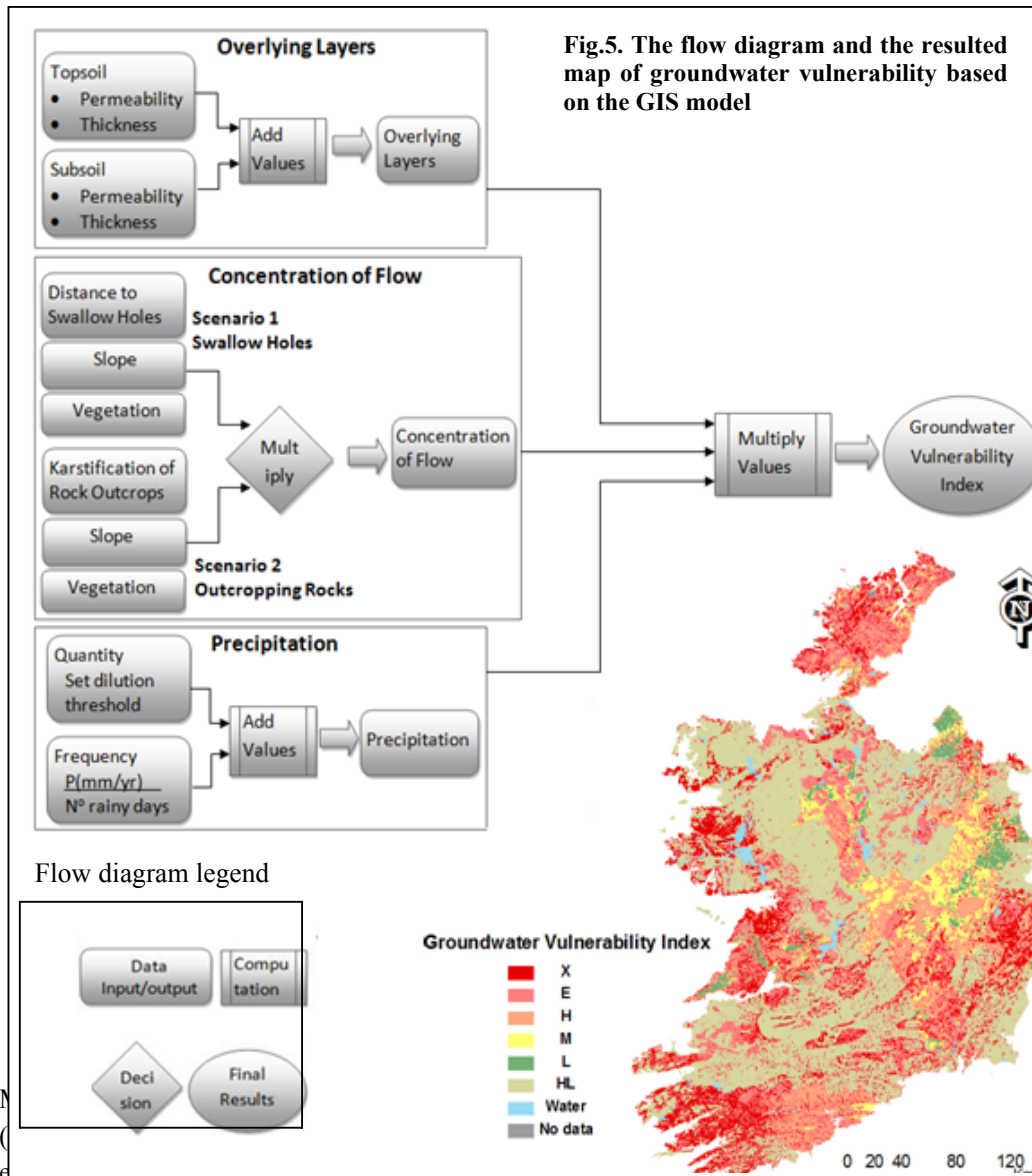 Fig.5. The flow diagram and the resulted
map of groundwater vulnerability based
on the GIS model
Overlying Layers
Topsoil
• Permeability
• Thickness
Subsoil
• Permeability
• Thickness
Add
Values
Overlying
Layers
Concentration of Flow
Distance to
Swallow Holes
Scenario 1
Swallow Holes
Slope
Vegetation
Karstification of
Rock Outcrops
Slope
Vegetation
Scenario 2
Outcropping Rocks
Mult
iply
Concentration
of Flow
Multiply
Values
Groundwater
Vulnerability
Index
Precipitation
Quantity
Set dilution
threshold
Frequency
P(mm/yr)
Nº rainy days
Add
Values
Precipitation
N
Flow diagram legend
Data
Input/output
Compu
tation
Deci
sion
Final
Results
Groundwater Vulnerability Index
X
E
H
M
L
HL
Water
No data
0 20 40 80 120
(